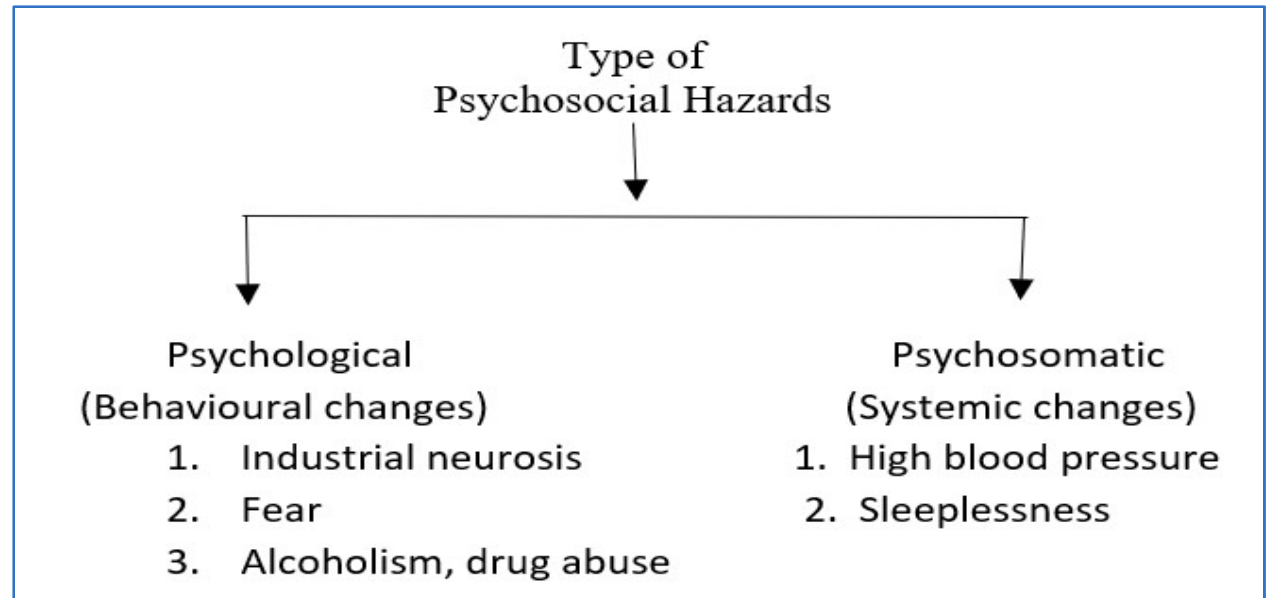 Type of
Psychosocial Hazards
Psychological
(Behavioural changes)
1. Industrial neurosis
2. Fear
3. Alcoholism, drug abuse
Psychosomatic
(Systemic changes)
1. High blood pressure
2. Sleeplessness